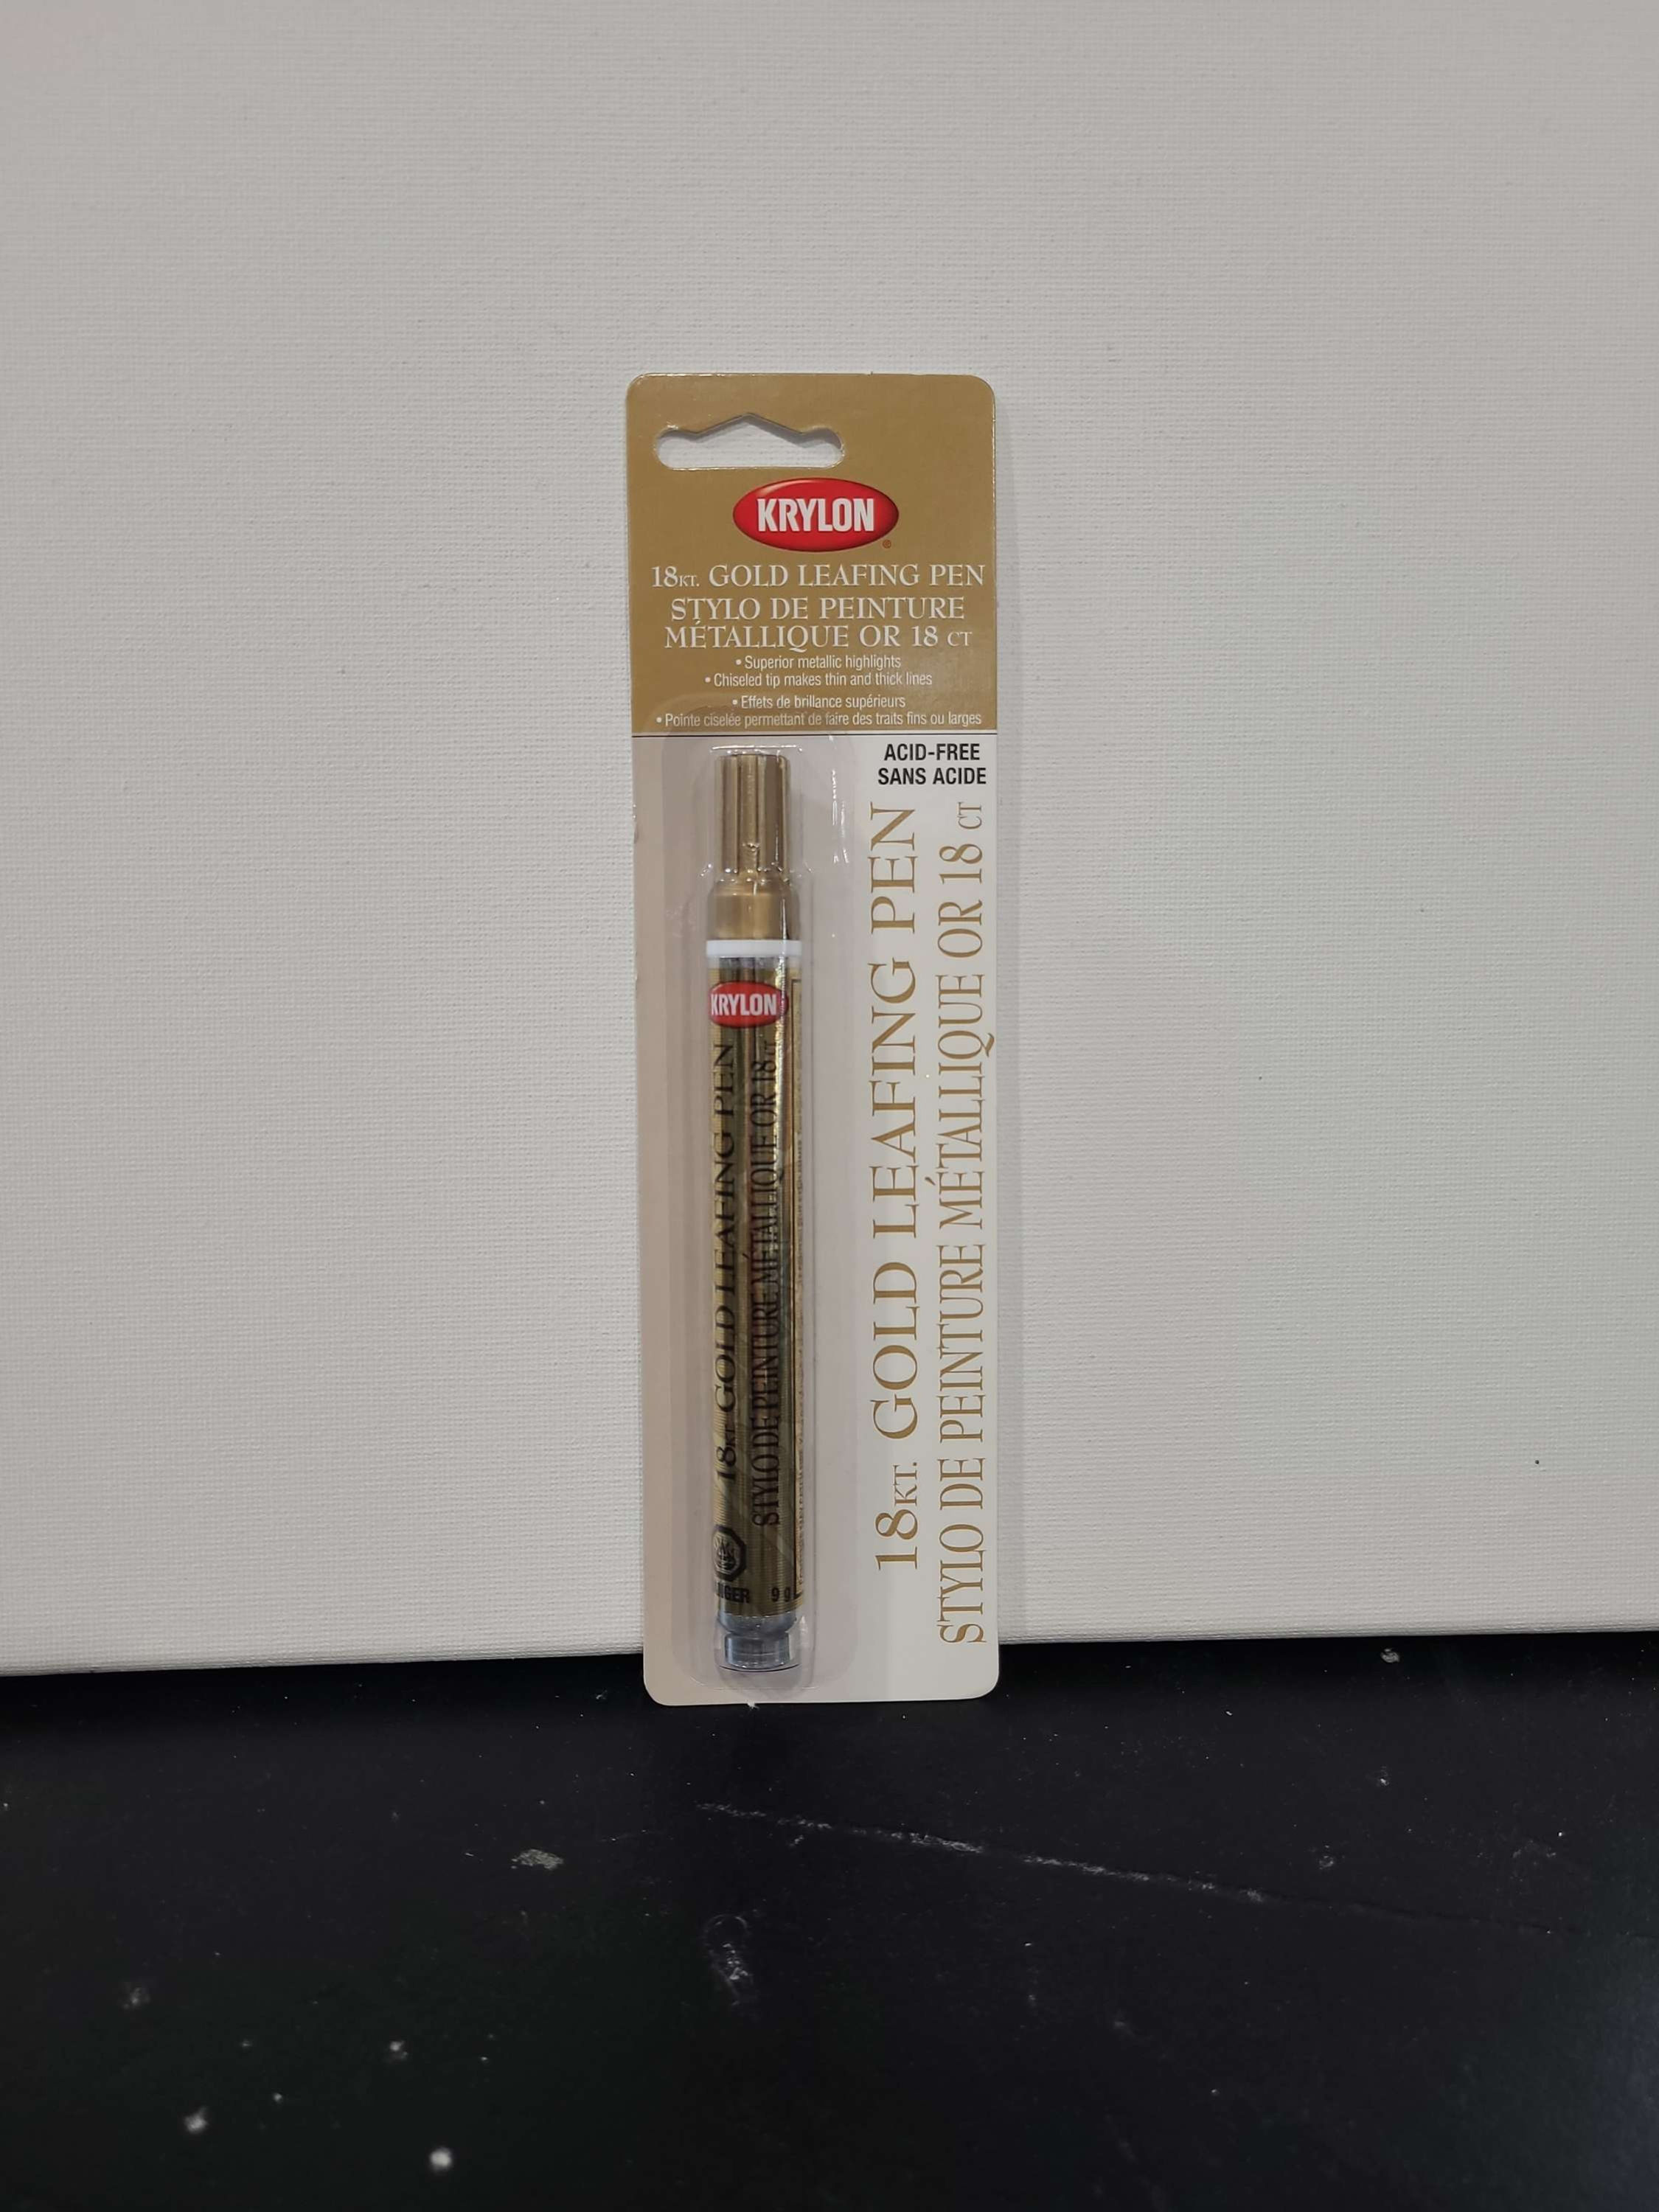 KRYLON
18KT. GOLD LEAFING PEN
STYLO DE PEINTURE
MÉTALLIQUE OR 18 CT
• Superior metallic highlights
• Chiseled tip makes thin and thick lines
• Effets de brillance supérieurs
• Pointe ciselée permettant de faire des traits fins ou larges
ACID-FREE
SANS ACIDE
18KT. GOLD LEAFING PEN
STYLO DE PEINTURE MÉTALLIQUE OR 18 CT
KRYLON
18KT. GOLD LEAFING PEN
STYLO DE PEINTURE MÉTALLIQUE OR 18 CT